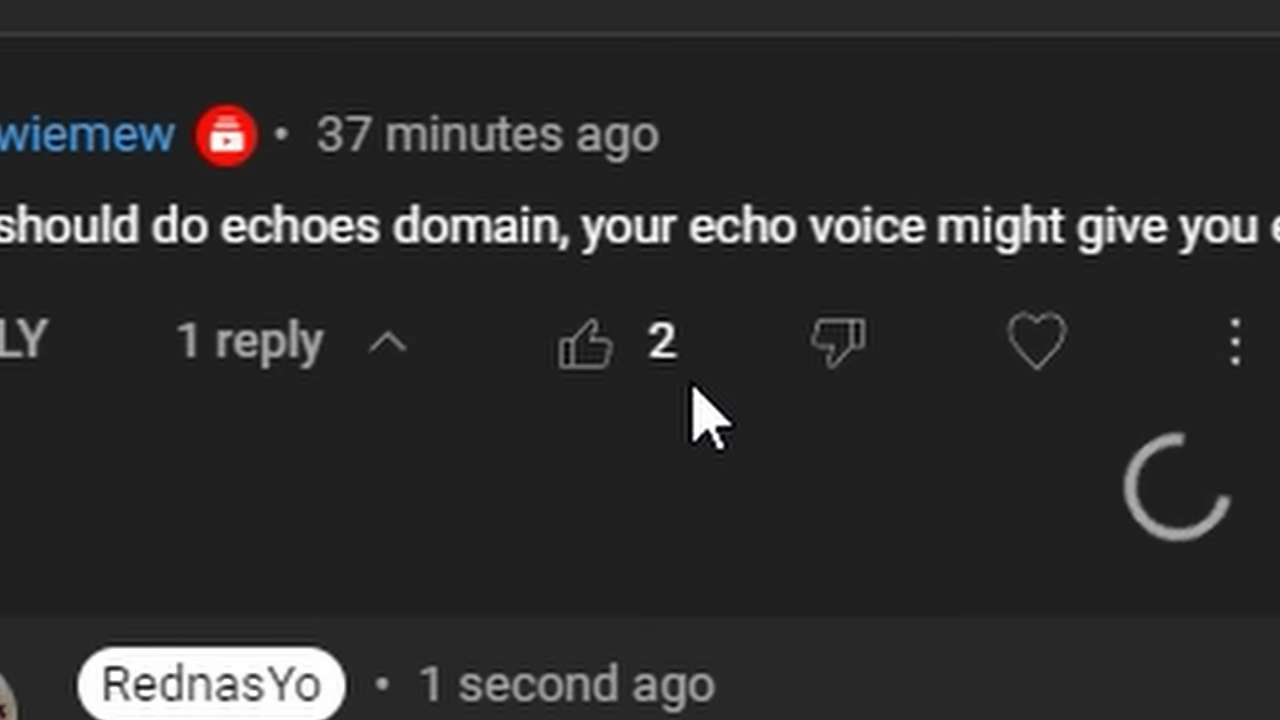 wiemew • 37 minutes ago
should do echoes domain, your echo voice might give you
LY 1 reply 2
RednasYo • 1 second ago